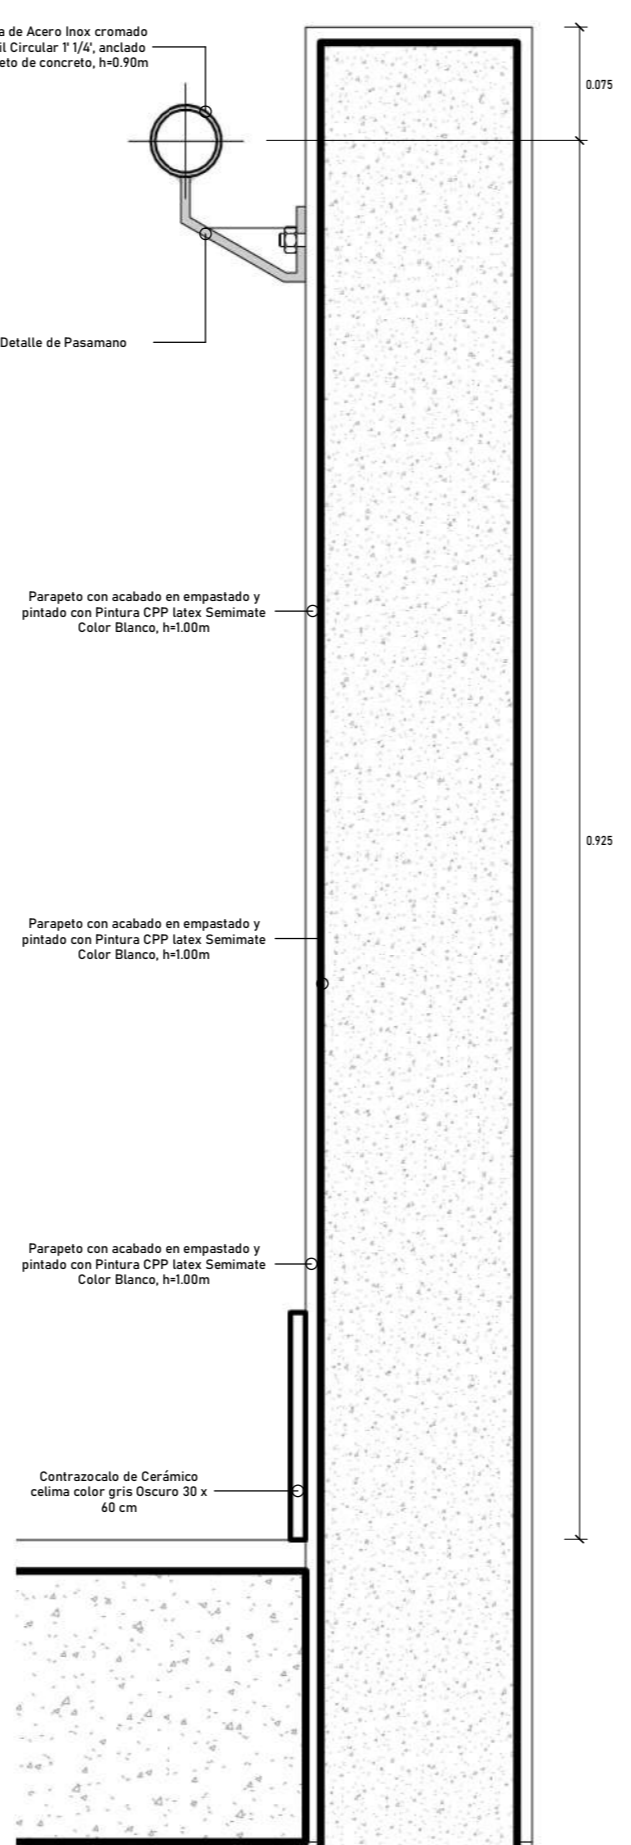 de Acero Inox cromado
Circular 1' 1/4', anclado
de concreto, h=0.90m
0.075
Detalle de Pasamano
Parapeto con acabado en empastado y
pintado con Pintura CPP latex Semimate
Color Blanco, h=1.00m
0.925
Parapeto con acabado en empastado y
pintado con Pintura CPP latex Semimate
Color Blanco, h=1.00m
Parapeto con acabado en empastado y
pintado con Pintura CPP latex Semimate
Color Blanco, h=1.00m
Contrazocalo de Cerámico
celima color gris Oscuro 30 x
60 cm